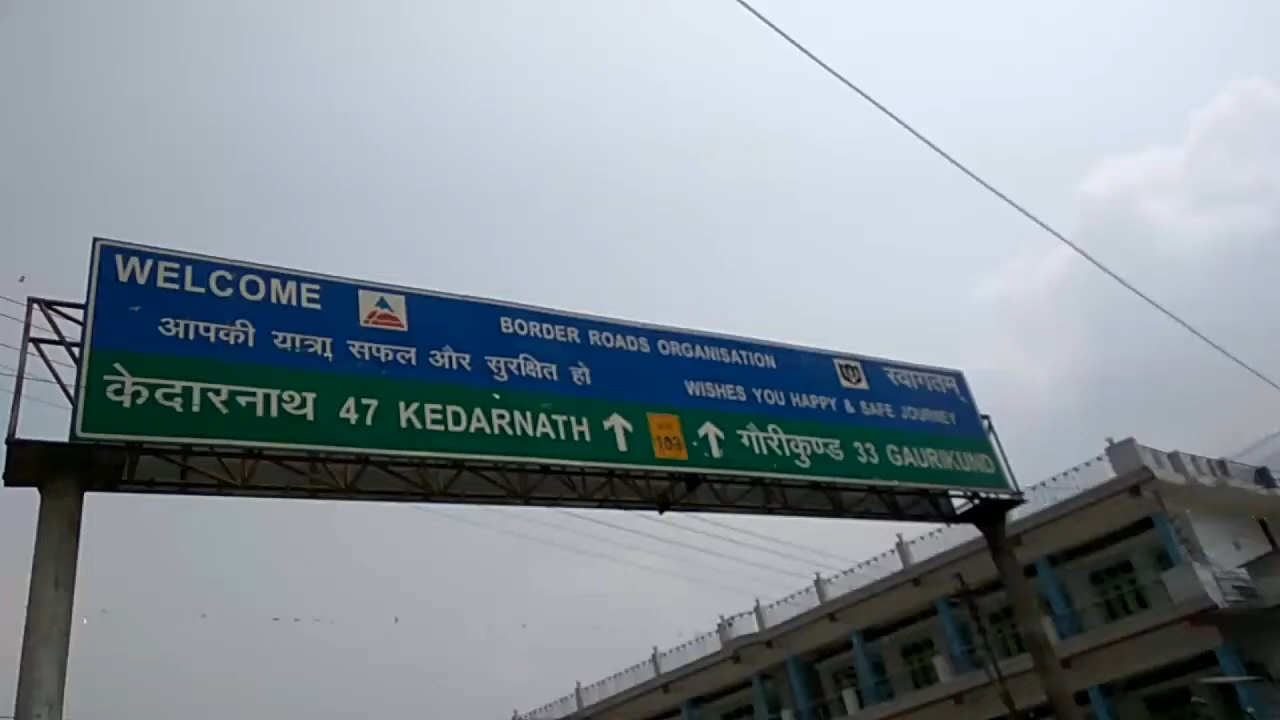 WELCOME
BORDER ROADS ORGANISATION
स्वागतम्
आपकी यात्रा सफल और सुरक्षित हो
WISHES YOU HAPPY & SAFE JOURNEY
केदारनाथ 47 KEDARNATH
गौरीकुण्ड 33 GAURIKUND